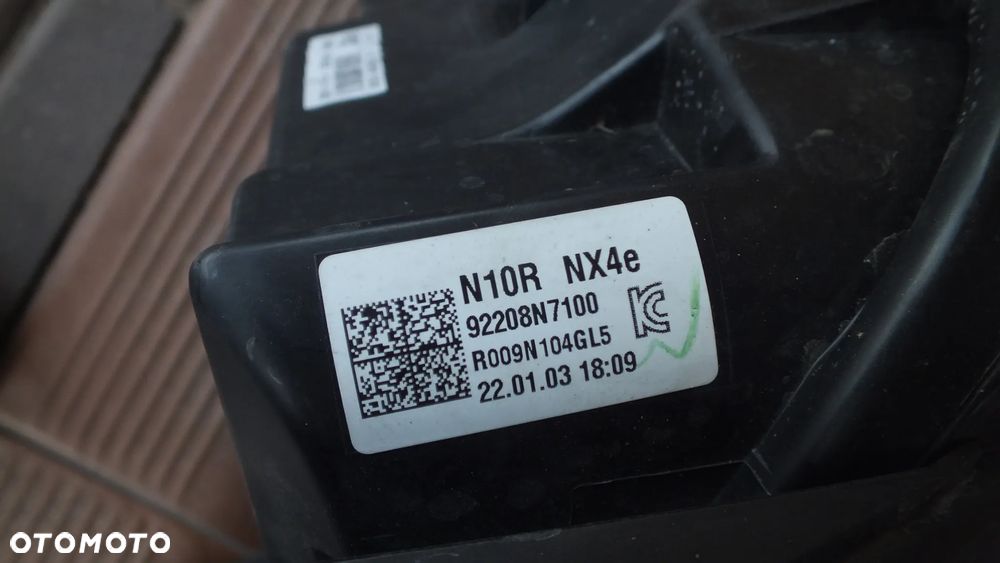 N10R NX4e
92208N7100
R009N104GL5
22.01.03 18:09
OTOMOTO